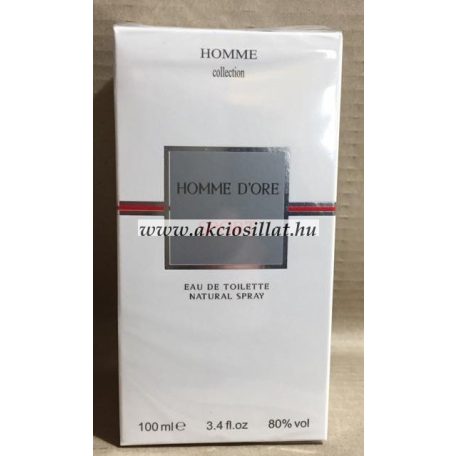 HOMME
collection
HOMME D'ORE
www.akciosillat.hu
EAU DE TOILETTE
NATURAL SPRAY
100 ml℮ 3.4 fl.oz 80% vol